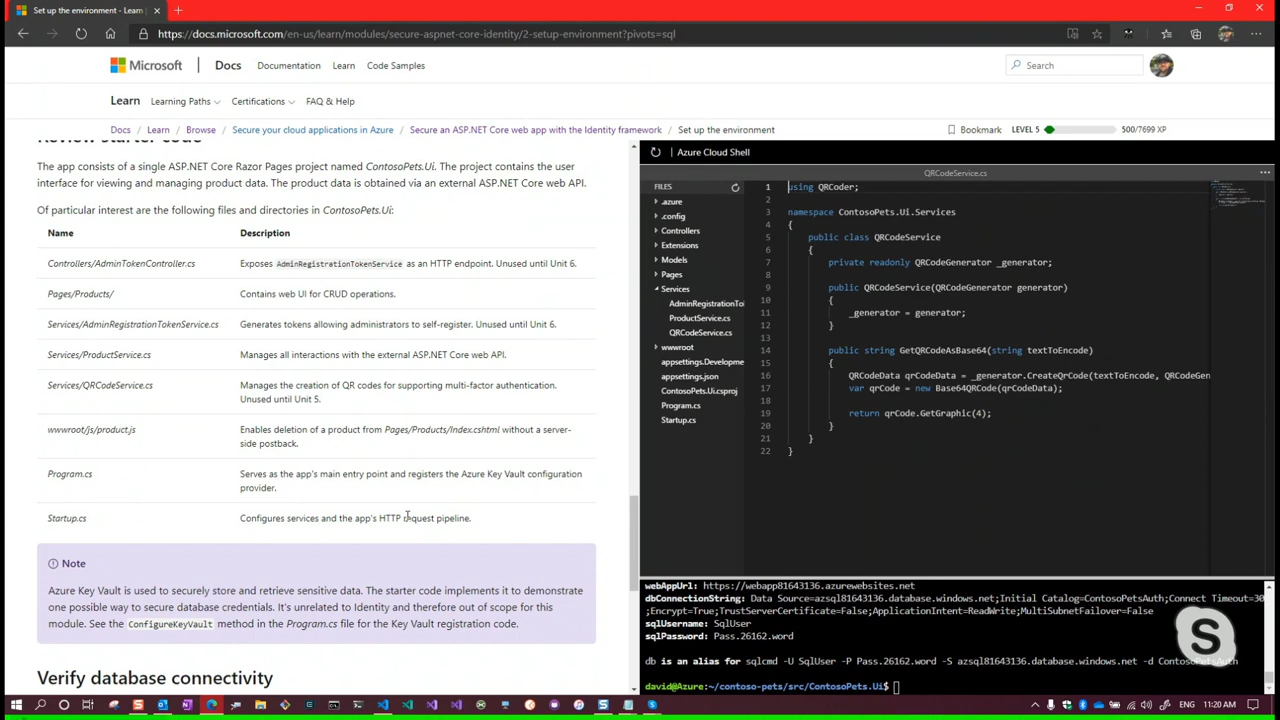 Set up the environment - Learn |
https://docs.microsoft.com/en-us/learn/modules/secure-aspnet-core-identity/2-setup-environment?pivots=sql
Microsoft Docs Documentation Learn Code Samples Search
Learn Learning Paths Certifications FAQ & Help
Docs Learn Browse Secure your cloud applications in Azure Secure an ASP.NET Core web app with the Identity framework Set up the environment Bookmark LEVEL 5 500/7699 XP
Review starter code
The app consists of a single ASP.NET Core Razor Pages project named ContosoPets.Ui. The project contains the user
interface for viewing and managing product data. The product data is obtained via an external ASP.NET Core web API.
Of particular interest are the following files and directories in ContosoPets.Ui:
Name Description
Controllers/AdminTokenController.cs Exposes AdminRegistrationTokenService as an HTTP endpoint. Unused until Unit 6.
Pages/Products/ Contains web UI for CRUD operations.
Services/AdminRegistrationTokenService.cs Generates tokens allowing administrators to self-register. Unused until Unit 6.
Services/ProductService.cs Manages all interactions with the external ASP.NET Core web API.
Services/QRCodeService.cs Manages the creation of QR codes for supporting multi-factor authentication.
Unused until Unit 5.
wwwroot/js/product.js Enables deletion of a product from Pages/Products/Index.cshtml without a server-
side postback.
Program.cs Serves as the app's main entry point and registers the Azure Key Vault configuration
provider.
Startup.cs Configures services and the app's HTTP request pipeline.
Note
Azure Key Vault is used to securely store and retrieve sensitive data. The starter code implements it to demonstrate
one possible way to secure database credentials. It's unrelated to Identity and therefore out of scope for this
module. See the ConfigureKeyVault method in the Program.cs file for the Key Vault registration code.
Verify database connectivity
Azure Cloud Shell
QRCodeService.cs
FILES
.azure
.config
Controllers
Extensions
Models
Pages
Services
AdminRegistrationTo
ProductService.cs
QRCodeService.cs
wwwroot
appsettings.Developme
appsettings.json
ContosoPets.Ui.csproj
Program.cs
Startup.cs
1 using QRCoder;
2
3 namespace ContosoPets.Ui.Services
4 {
5 public class QRCodeService
6 {
7 private readonly QRCodeGenerator _generator;
8
9 public QRCodeService(QRCodeGenerator generator)
10 {
11 _generator = generator;
12 }
13
14 public string GetQRCodeAsBase64(string textToEncode)
15 {
16 QRCodeData qrCodeData = _generator.CreateQrCode(textToEncode, QRCodeGen
17 var qrCode = new Base64QRCode(qrCodeData);
18
19 return qrCode.GetGraphic(4);
20 }
21 }
22 }
webAppUrl: https://webapp81643136.azurewebsites.net
dbConnectionString: Data Source=azsql81643136.database.windows.net;Initial Catalog=ContosoPetsAuth;Connect Timeout=30
;Encrypt=True;TrustServerCertificate=False;ApplicationIntent=ReadWrite;MultiSubnetFailover=False
sqlUsername: SqlUser
sqlPassword: Pass.26162.word
db is an alias for sqlcmd -U SqlUser -P Pass.26162.word -S azsql81643136.database.windows.net -d ContosoPetsAuth
david@Azure:~/contoso-pets/src/ContosoPets.Ui$
ENG 11:20 AM